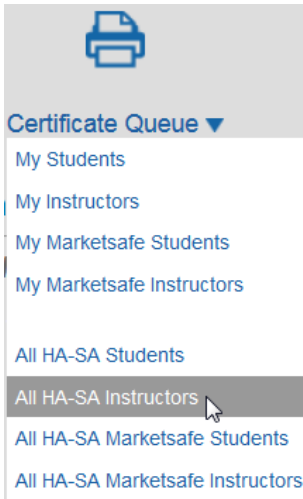 Certificate Queue ▼
My Students
My Instructors
My Marketsafe Students
My Marketsafe Instructors
All HA-SA Students
All HA-SA Instructors
All HA-SA Marketsafe Students
All HA-SA Marketsafe Instructors